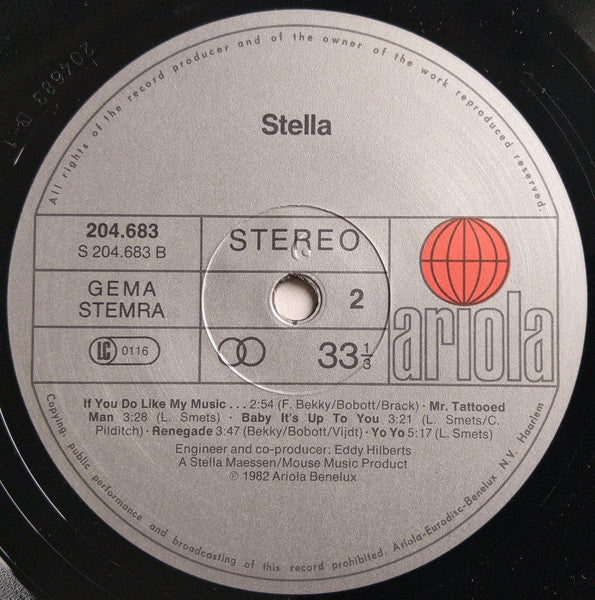 All rights of the record producer and of the owner of the work reproduced reserved.
Stella
204.683
S 204.683 B
STEREO
GEMA
STEMRA
2
LC 0116
33 1/3
ariola
If You Do Like My Music . . . 2:54 (F. Bekky/Bobott/Brack) · Mr. Tattooed
Man 3:28 (L. Smets) · Baby It's Up To You 3:21 (L. Smets/C.
Pilditch) · Renegade 3:47 (Bekky/Bobott/Vijdt) · Yo Yo 5:17 (L. Smets)
Engineer and co-producer: Eddy Hilberts
A Stella Maessen/Mouse Music Product
℗ 1982 Ariola Benelux
Copying, public performance and broadcasting of this record prohibited. Ariola-Eurodisc-Benelux N.V. Haarlem